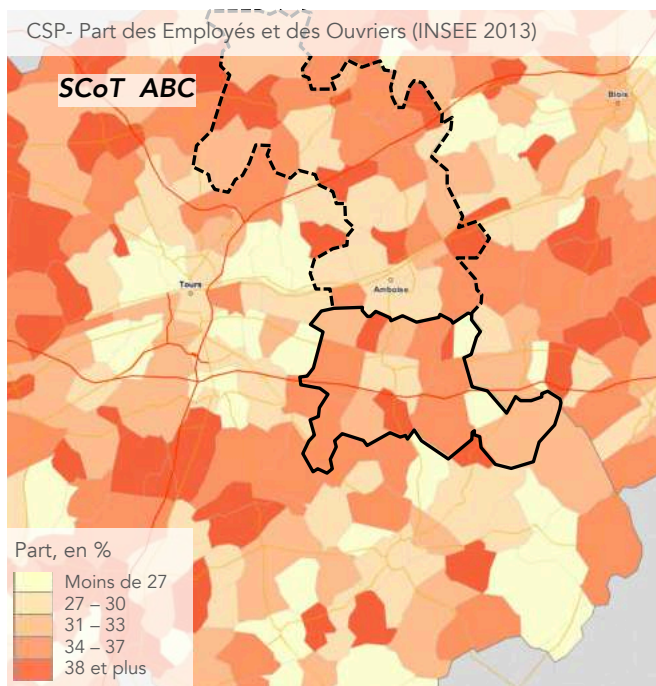 CSP- Part des Employés et des Ouvriers (INSEE 2013)
SCoT ABC
Blois
Tours
Amboise
Part, en %
Moins de 27
27 – 30
31 – 33
34 – 37
38 et plus